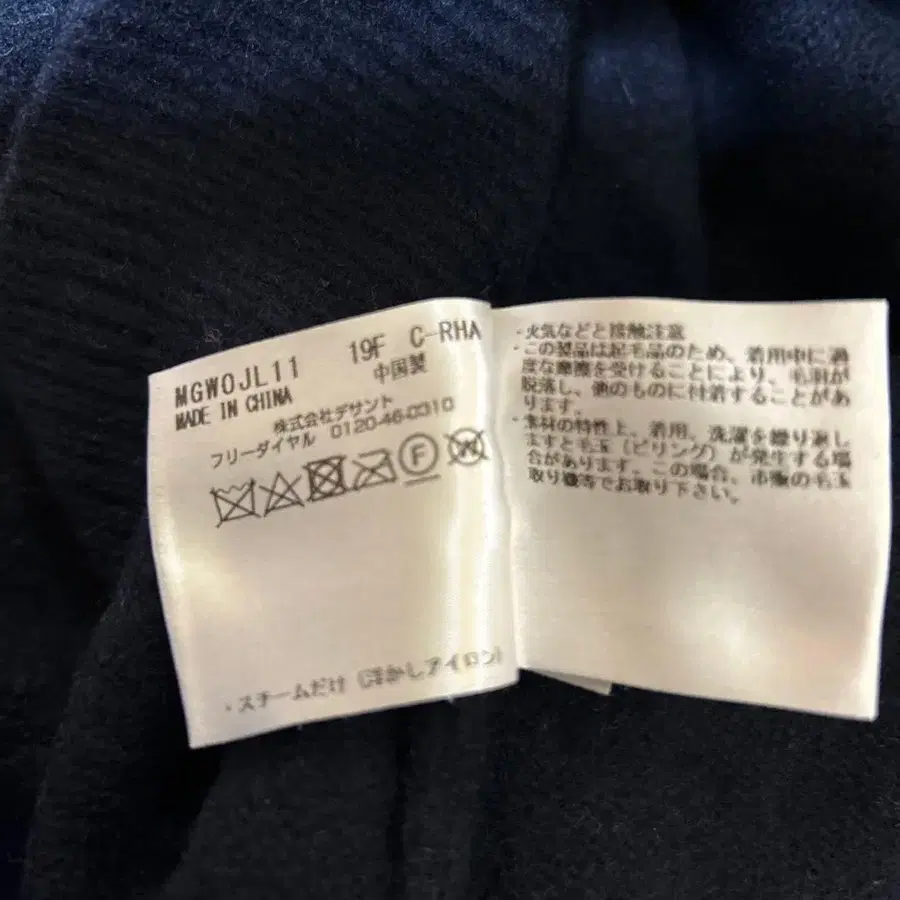 MGWOJL11 19F C-RHA
MADE IN CHINA 中国製
株式会社デサント
フリーダイヤル 0120-46-0310
F
・スチームだけ (浮かしアイロン)
・火気などと接触注意
・この製品は起毛品のため、着用中に過
度な摩擦を受けることにより、毛羽が
脱落し、他のものに付着することがあ
ります。
・素材の特性上、着用、洗濯を繰り返し
ますと毛玉（ピリング）が発生する場
合があります。この場合、市販の毛玉
取り機等でお取り下さい。